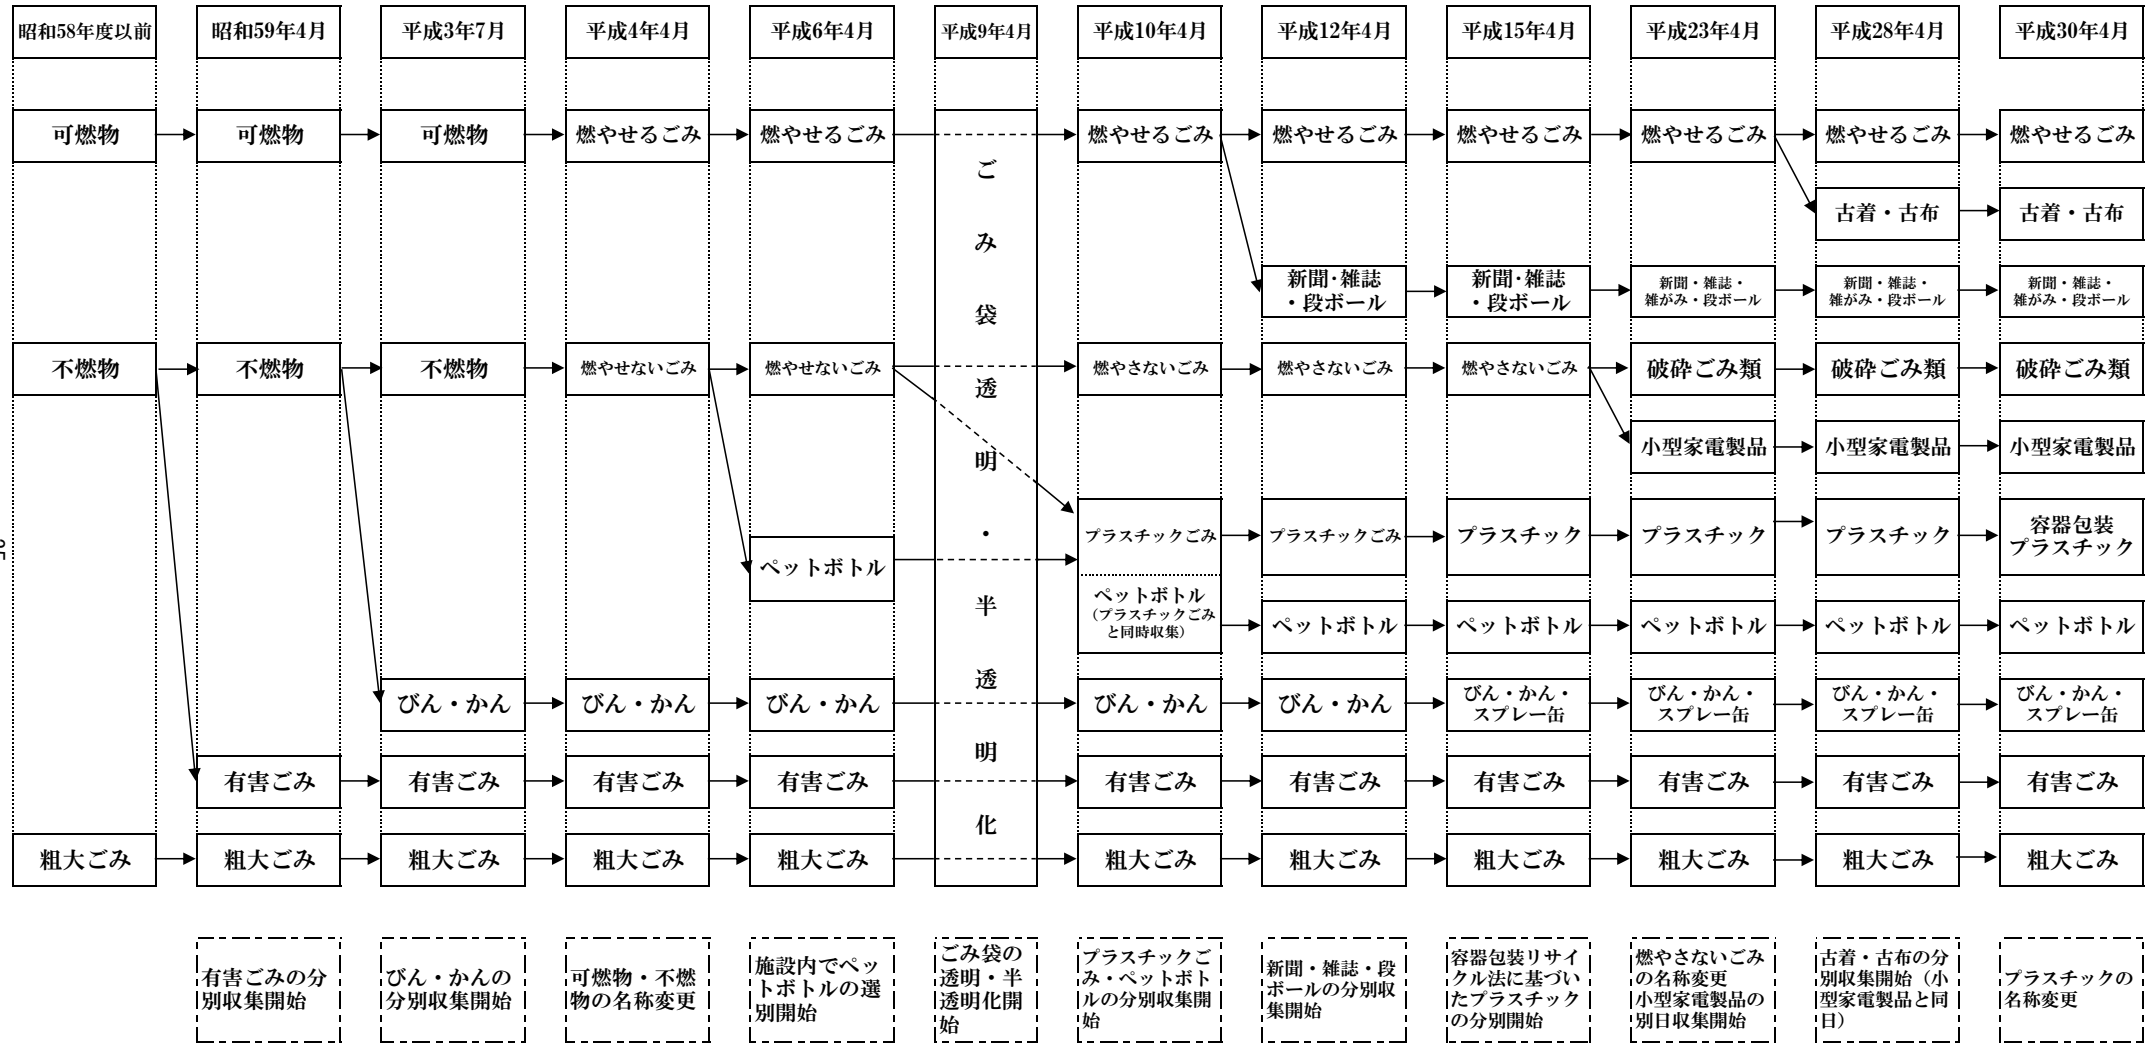 昭和58年度以前
昭和59年4月
平成3年7月
平成4年4月
平成6年4月
平成9年4月
平成10年4月
平成12年4月
平成15年4月
平成23年4月
平成28年4月
平成30年4月
可燃物
可燃物
可燃物
燃やせるごみ
燃やせるごみ
燃やせるごみ
燃やせるごみ
燃やせるごみ
燃やせるごみ
燃やせるごみ
燃やせるごみ
ごみ袋透明・半透明化
古着・古布
古着・古布
新聞・雑誌
・段ボール
新聞・雑誌
・段ボール
新聞・雑誌・
雑がみ・段ボール
新聞・雑誌・
雑がみ・段ボール
新聞・雑誌・
雑がみ・段ボール
不燃物
不燃物
不燃物
燃やせないごみ
燃やせないごみ
燃やさないごみ
燃やさないごみ
燃やさないごみ
破砕ごみ類
破砕ごみ類
破砕ごみ類
小型家電製品
小型家電製品
小型家電製品
ペットボトル
プラスチックごみ
プラスチックごみ
プラスチック
プラスチック
プラスチック
容器包装
プラスチック
ペットボトル
（プラスチックごみ
と同時収集）
ペットボトル
ペットボトル
ペットボトル
ペットボトル
ペットボトル
びん・かん
びん・かん
びん・かん
びん・かん
びん・かん
びん・かん・
スプレー缶
びん・かん・
スプレー缶
びん・かん・
スプレー缶
びん・かん・
スプレー缶
有害ごみ
有害ごみ
有害ごみ
有害ごみ
有害ごみ
有害ごみ
有害ごみ
有害ごみ
有害ごみ
有害ごみ
粗大ごみ
粗大ごみ
粗大ごみ
粗大ごみ
粗大ごみ
粗大ごみ
粗大ごみ
粗大ごみ
粗大ごみ
粗大ごみ
粗大ごみ
有害ごみの分
別収集開始
びん・かんの
分別収集開始
可燃物・不燃
物の名称変更
施設内でペッ
トボトルの選
別開始
ごみ袋の
透明・半
透明化開
始
プラスチックご
み・ペットボト
ルの分別収集開
始
新聞・雑誌・段
ボールの分別収
集開始
容器包装リサイ
クル法に基づい
たプラスチック
の分別開始
燃やさないごみ
の名称変更
小型家電製品の
別日収集開始
古着・古布の分
別収集開始（小
型家電製品と同
日）
プラスチックの
名称変更